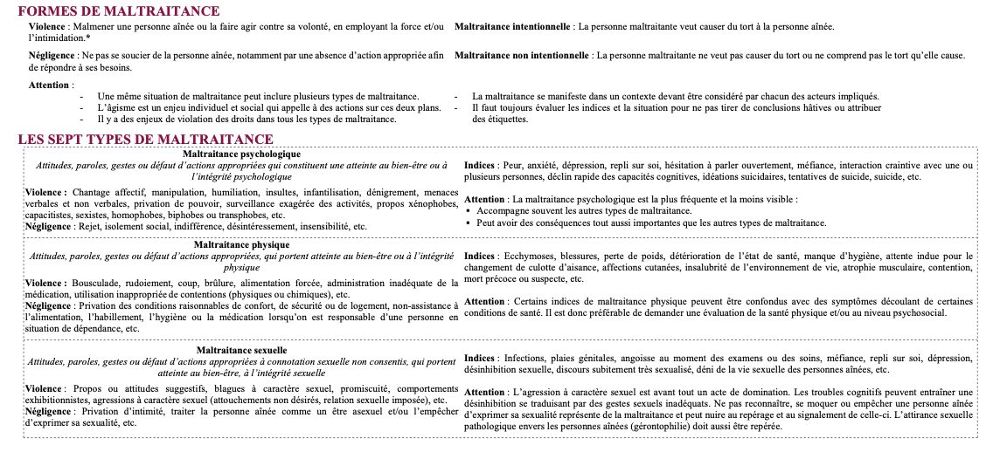 FORMES DE MALTRAITANCE
Violence : Malmener une personne aînée ou la faire agir contre sa volonté, en employant la force et/ou
l’intimidation.*
Maltraitance intentionnelle : La personne maltraitante veut causer du tort à la personne aînée.
Négligence : Ne pas se soucier de la personne aînée, notamment par une absence d’action appropriée afin
de répondre à ses besoins.
Maltraitance non intentionnelle : La personne maltraitante ne veut pas causer du tort ou ne comprend pas le tort qu’elle cause.
Attention :
- Une même situation de maltraitance peut inclure plusieurs types de maltraitance.
- L’âgisme est un enjeu individuel et social qui appelle à des actions sur ces deux plans.
- Il y a des enjeux de violation des droits dans tous les types de maltraitance.
- La maltraitance se manifeste dans un contexte devant être considéré par chacun des acteurs impliqués.
- Il faut toujours évaluer les indices et la situation pour ne pas tirer de conclusions hâtives ou attribuer
des étiquettes.
LES SEPT TYPES DE MALTRAITANCE
Maltraitance psychologique
Attitudes, paroles, gestes ou défaut d’actions appropriées qui constituent une atteinte au bien-être ou à
l’intégrité psychologique
Violence : Chantage affectif, manipulation, humiliation, insultes, infantilisation, dénigrement, menaces
verbales et non verbales, privation de pouvoir, surveillance exagérée des activités, propos xénophobes,
capacitistes, sexistes, homophobes, biphobes ou transphobes, etc.
Négligence : Rejet, isolement social, indifférence, désintéressement, insensibilité, etc.
Indices : Peur, anxiété, dépression, repli sur soi, hésitation à parler ouvertement, méfiance, interaction craintive avec une ou
plusieurs personnes, déclin rapide des capacités cognitives, idéations suicidaires, tentatives de suicide, suicide, etc.
Attention : La maltraitance psychologique est la plus fréquente et la moins visible :
▪ Accompagne souvent les autres types de maltraitance.
▪ Peut avoir des conséquences tout aussi importantes que les autres types de maltraitance.
Maltraitance physique
Attitudes, paroles, gestes ou défaut d’actions appropriées, qui portent atteinte au bien-être ou à l’intégrité
physique
Violence : Bousculade, rudoiement, coup, brûlure, alimentation forcée, administration inadéquate de la
médication, utilisation inappropriée de contentions (physiques ou chimiques), etc.
Négligence : Privation des conditions raisonnables de confort, de sécurité ou de logement, non-assistance à
l’alimentation, l’habillement, l’hygiène ou la médication lorsqu’on est responsable d’une personne en
situation de dépendance, etc.
Indices : Ecchymoses, blessures, perte de poids, détérioration de l’état de santé, manque d’hygiène, attente indue pour le
changement de culotte d’aisance, affections cutanées, insalubrité de l’environnement de vie, atrophie musculaire, contention,
mort précoce ou suspecte, etc.
Attention : Certains indices de maltraitance physique peuvent être confondus avec des symptômes découlant de certaines
conditions de santé. Il est donc préférable de demander une évaluation de la santé physique et/ou au niveau psychosocial.
Maltraitance sexuelle
Attitudes, paroles, gestes ou défaut d’actions appropriées à connotation sexuelle non consentis, qui portent
atteinte au bien-être, à l’intégrité sexuelle
Violence : Propos ou attitudes suggestifs, blagues à caractère sexuel, promiscuité, comportements
exhibitionnistes, agressions à caractère sexuel (attouchements non désirés, relation sexuelle imposée), etc.
Négligence : Privation d’intimité, traiter la personne aînée comme un être asexuel et/ou l’empêcher
d’exprimer sa sexualité, etc.
Indices : Infections, plaies génitales, angoisse au moment des examens ou des soins, méfiance, repli sur soi, dépression,
désinhibition sexuelle, discours subitement très sexualisé, déni de la vie sexuelle des personnes aînées, etc.
Attention : L’agression à caractère sexuel est avant tout un acte de domination. Les troubles cognitifs peuvent entraîner une
désinhibition se traduisant par des gestes sexuels inadéquats. Ne pas reconnaître, se moquer ou empêcher une personne aînée
d’exprimer sa sexualité représente de la maltraitance et peut nuire au repérage et au signalement de celle-ci. L’attirance sexuelle
pathologique envers les personnes aînées (gérontophilie) doit aussi être repérée.